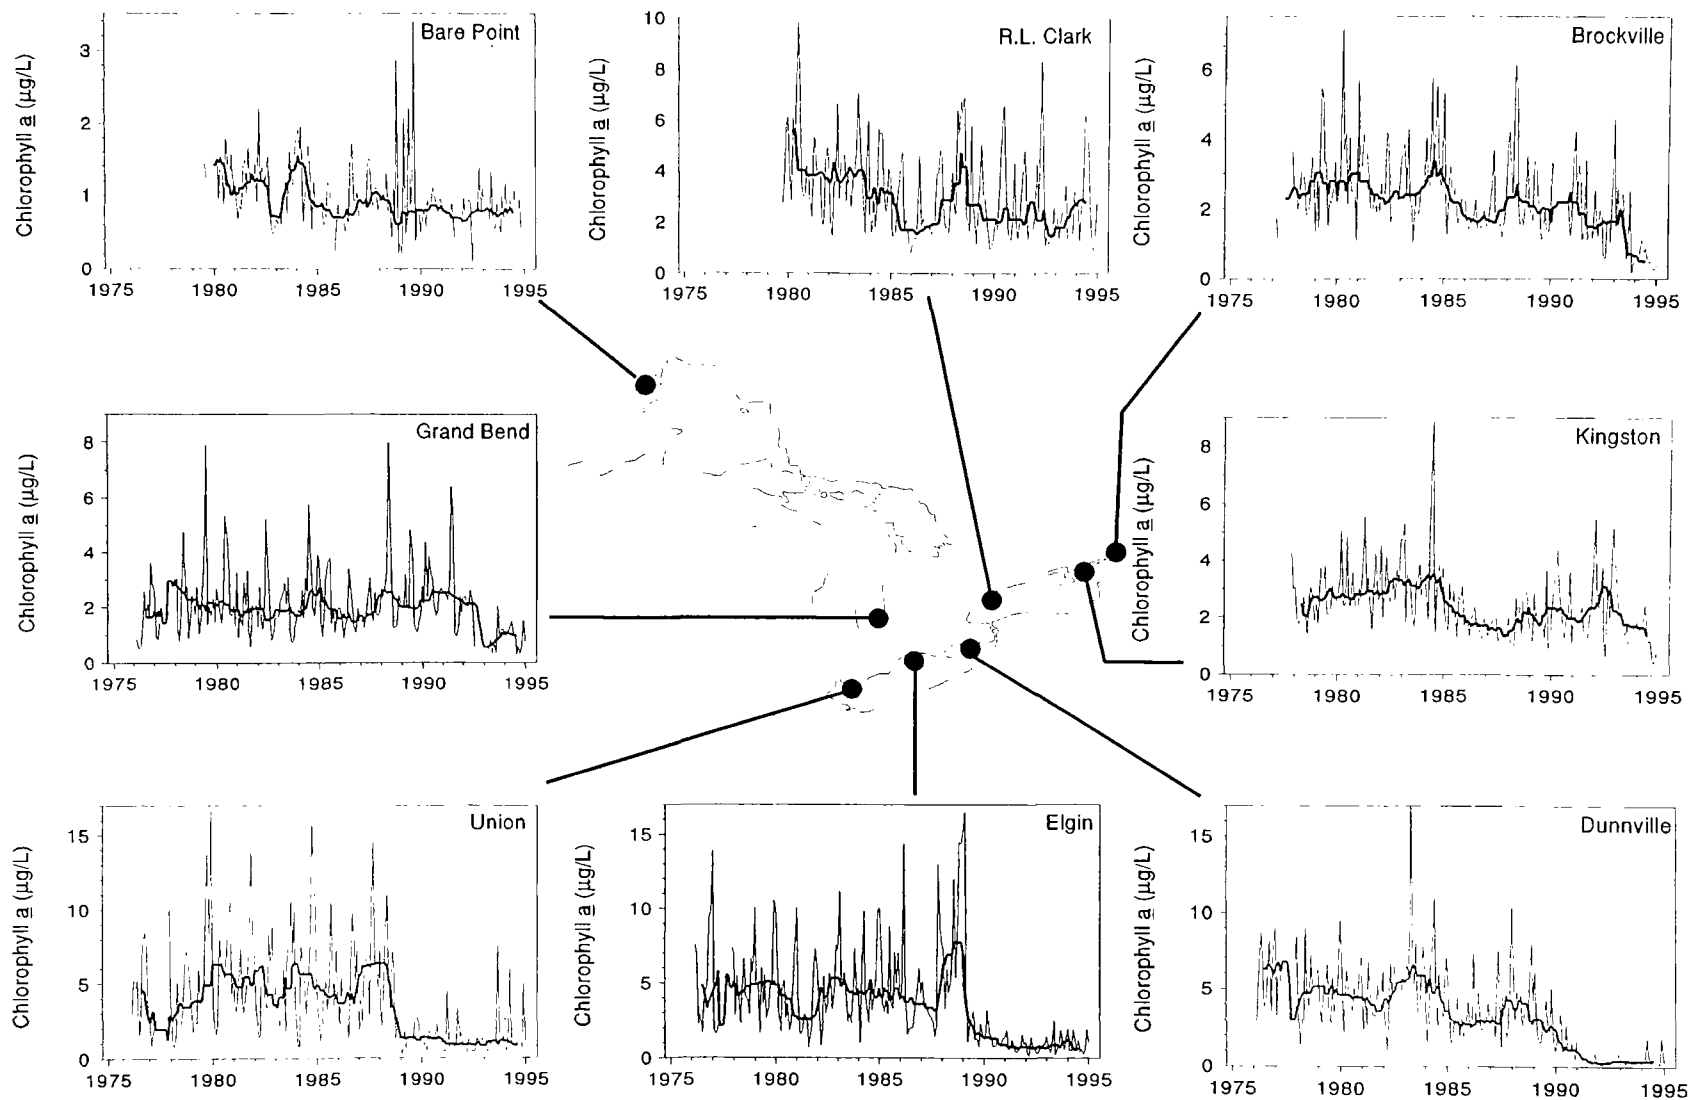 Bare Point
Chlorophyll a (µg/L)
3
2
1
0
1975 1980 1985 1990 1995
R.L. Clark
Chlorophyll a (µg/L)
10
8
6
4
2
0
1975 1980 1985 1990 1995
Brockville
Chlorophyll a (µg/L)
6
4
2
0
1975 1980 1985 1990 1995
Grand Bend
Chlorophyll a (µg/L)
8
6
4
2
0
1975 1980 1985 1990 1995
Kingston
Chlorophyll a (µg/L)
8
6
4
2
0
1975 1980 1985 1990 1995
Union
Chlorophyll a (µg/L)
15
10
5
0
1975 1980 1985 1990 1995
Elgin
Chlorophyll a (µg/L)
15
10
5
0
1975 1980 1985 1990 1995
Dunnville
Chlorophyll a (µg/L)
15
10
5
0
1975 1980 1985 1990 1995